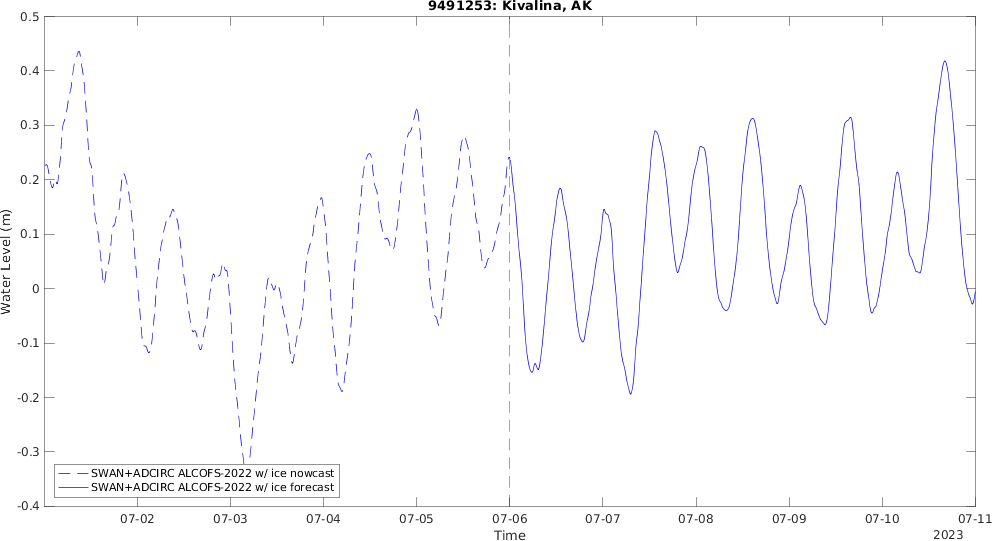 9491253: Kivalina, AK
Water Level (m)
0.5
0.4
0.3
0.2
0.1
0
-0.1
-0.2
-0.3
-0.4
SWAN+ADCIRC ALCOFS-2022 w/ ice nowcast
SWAN+ADCIRC ALCOFS-2022 w/ ice forecast
07-02 07-03 07-04 07-05 07-06 07-07 07-08 07-09 07-10 07-11
Time
2023